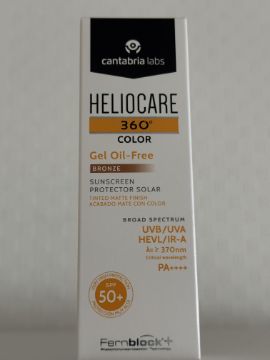 cantabria labs
HELIOCARE
360°
COLOR
Gel Oil-Free
BRONZE
SUNSCREEN
PROTECTOR SOLAR
TINTED MATTE FINISH
ACABADO MATE CON COLOR
BROAD SPECTRUM
UVB/UVA
HEVL/IR-A
λc ≥ 370nm
Critical wavelength
PA++++
SPF
50+
Fernblock+